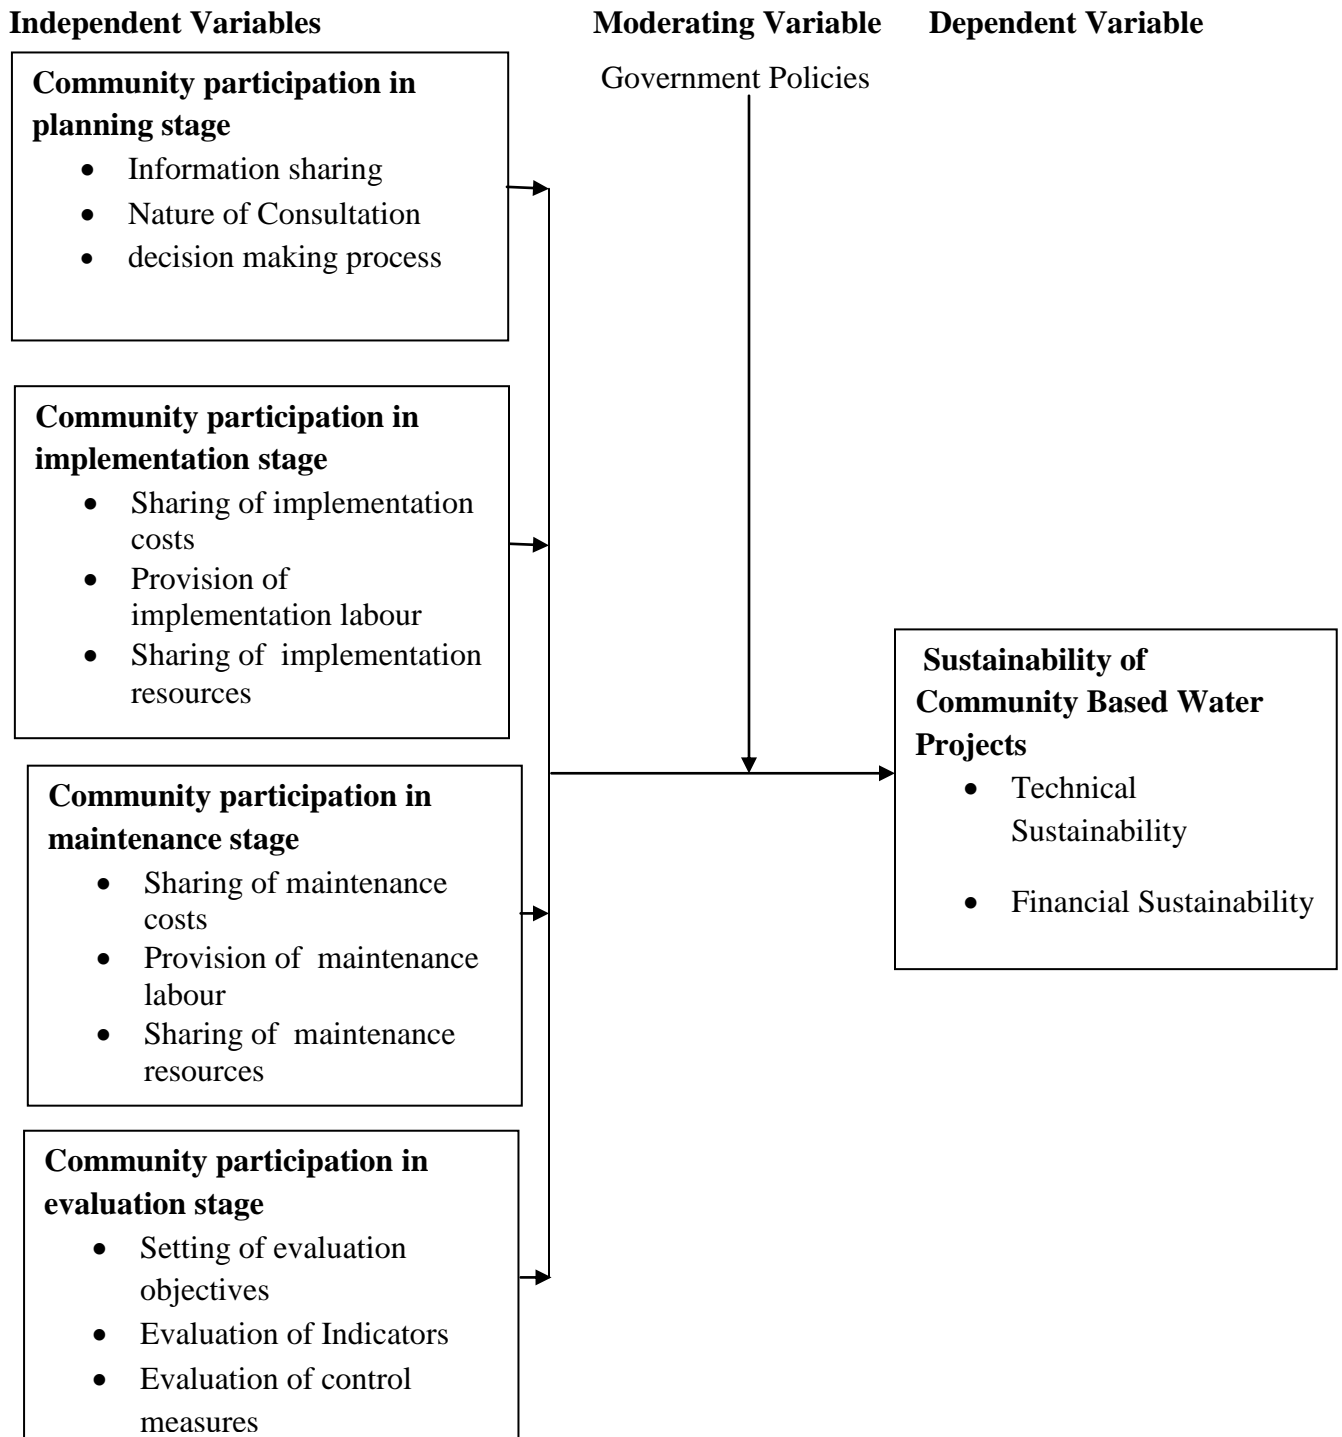 Independent Variables
Moderating Variable
Dependent Variable
Government Policies
Community participation in
planning stage
• Information sharing
• Nature of Consultation
• decision making process
Community participation in
implementation stage
• Sharing of implementation
costs
• Provision of
implementation labour
• Sharing of implementation
resources
Community participation in
maintenance stage
• Sharing of maintenance
costs
• Provision of maintenance
labour
• Sharing of maintenance
resources
Community participation in
evaluation stage
• Setting of evaluation
objectives
• Evaluation of Indicators
• Evaluation of control
measures
Sustainability of
Community Based Water
Projects
• Technical
Sustainability
• Financial Sustainability